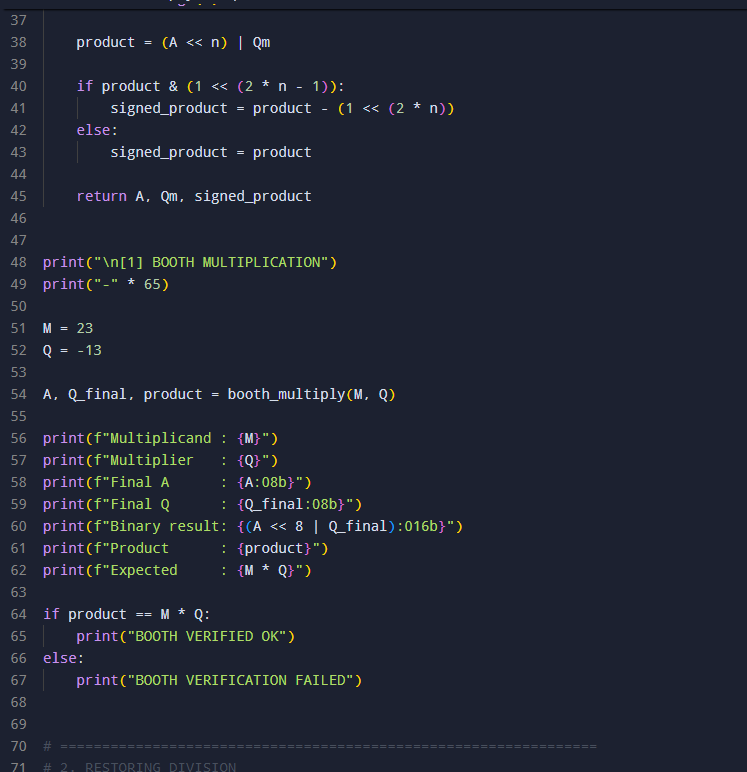 37
38 product = (A << n) | Qm
39
40 if product & (1 << (2 * n - 1)):
41 signed_product = product - (1 << (2 * n))
42 else:
43 signed_product = product
44
45 return A, Qm, signed_product
46
47
48 print("\n[1] BOOTH MULTIPLICATION")
49 print("-" * 65)
50
51 M = 23
52 Q = -13
53
54 A, Q_final, product = booth_multiply(M, Q)
55
56 print(f"Multiplicand : {M}")
57 print(f"Multiplier   : {Q}")
58 print(f"Final A      : {A:08b}")
59 print(f"Final Q      : {Q_final:08b}")
60 print(f"Binary result: {(A << 8 | Q_final):016b}")
61 print(f"Product      : {product}")
62 print(f"Expected     : {M * Q}")
63
64 if product == M * Q:
65 print("BOOTH VERIFIED OK")
66 else:
67 print("BOOTH VERIFICATION FAILED")
68
69
70 # ================================================================
71 # 2. RESTORING DIVISION